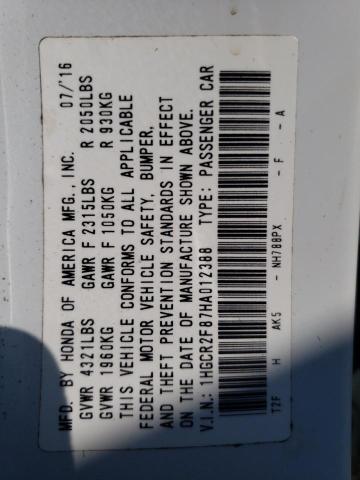 MFD. BY HONDA OF AMERICA MFG., INC. 07/'16
GVWR 4321LBS GAWR F 2315LBS R 2050LBS
GVWR 1960KG GAWR F 1050KG R 930KG
THIS VEHICLE CONFORMS TO ALL APPLICABLE
FEDERAL MOTOR VEHICLE SAFETY, BUMPER,
AND THEFT PREVENTION STANDARDS IN EFFECT
ON THE DATE OF MANUFACTURE SHOWN ABOVE.
V.I.N.: 1HGCR2F87HA012388 TYPE: PASSENGER CAR
T2F H AK5 - NH788PX - F - A